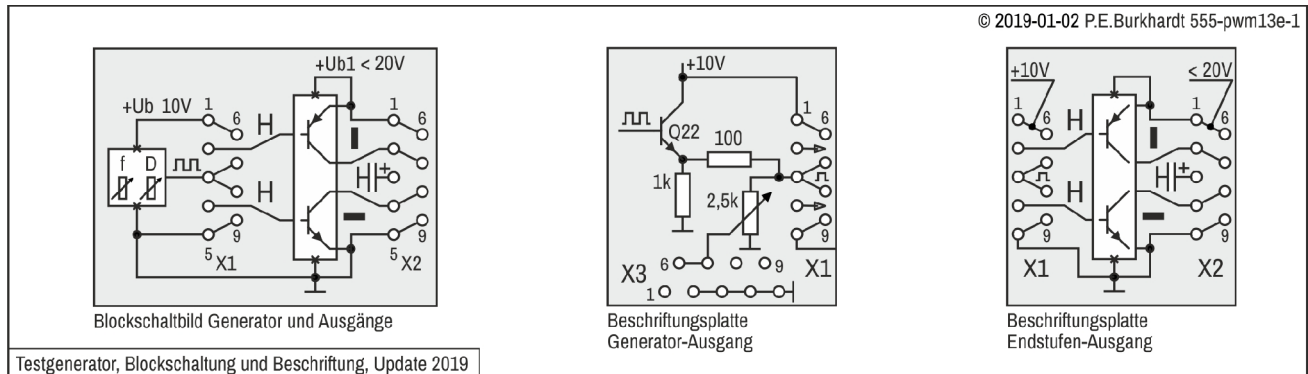 © 2019-01-02 P.E.Burkhardt 555-pwm13e-1
+Ub1 < 20V
+Ub 10V
1
6
1
6
H
f D
H
H
+
9
9
5
X1
5
X2
Blockschaltbild Generator und Ausgänge
+10V
1
6
Q22
100
1k
2,5k
9
X3
6
9
X1
1
Beschriftungsplatte
Generator-Ausgang
+10V
< 20V
1
6
1
6
H
H
H
+
9
9
X1
X2
Beschriftungsplatte
Endstufen-Ausgang
Testgenerator, Blockschaltung und Beschriftung, Update 2019